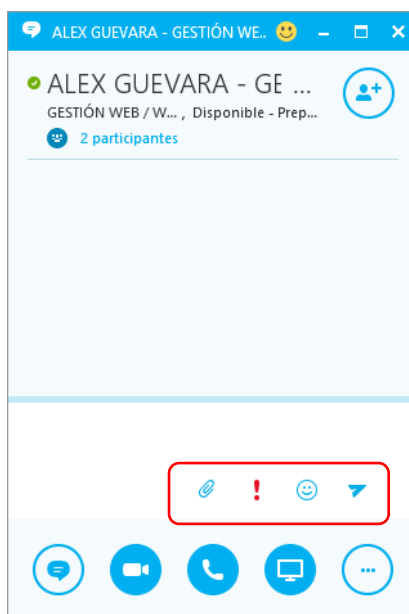 ALEX GUEVARA - GESTIÓN WE..
ALEX GUEVARA - GE ...
GESTIÓN WEB / W... , Disponible - Prep...
2 participantes